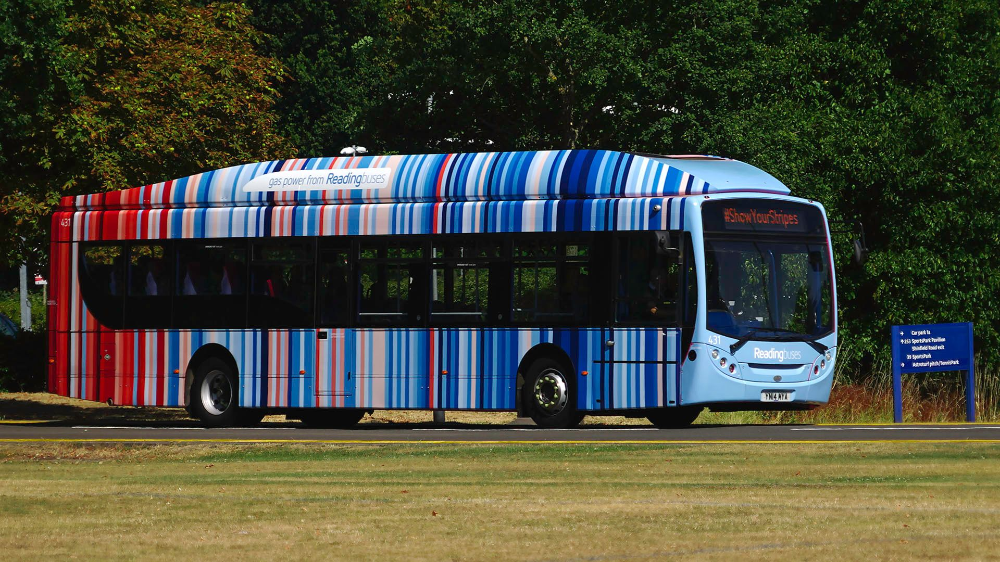 gas power from Readingbuses
#ShowYourStripes
431
431
Readingbuses
YN14 MYA
→ Car park 1a
↑ 253 SportsPark Pavilion
Shinfield Road exit
39 SportsPark
→ Astroturf pitch/TennisPark